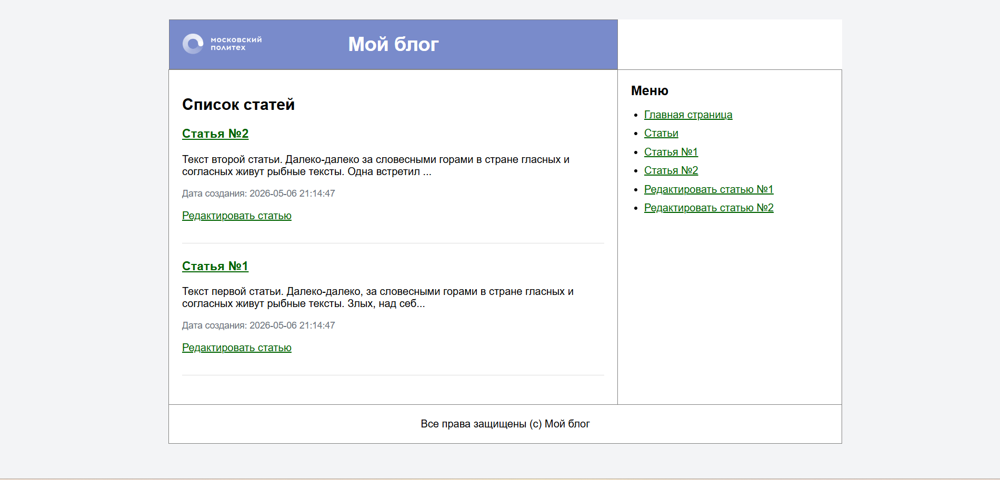 московский
политех
Мой блог
Список статей
Статья №2
Текст второй статьи. Далеко-далеко за словесными горами в стране гласных и
согласных живут рыбные тексты. Одна встретил ...
Дата создания: 2026-05-06 21:14:47
Редактировать статью
Статья №1
Текст первой статьи. Далеко-далеко, за словесными горами в стране гласных и
согласных живут рыбные тексты. Злых, над себ...
Дата создания: 2026-05-06 21:14:47
Редактировать статью
Меню
Главная страница
Статьи
Статья №1
Статья №2
Редактировать статью №1
Редактировать статью №2
Все права защищены (с) Мой блог